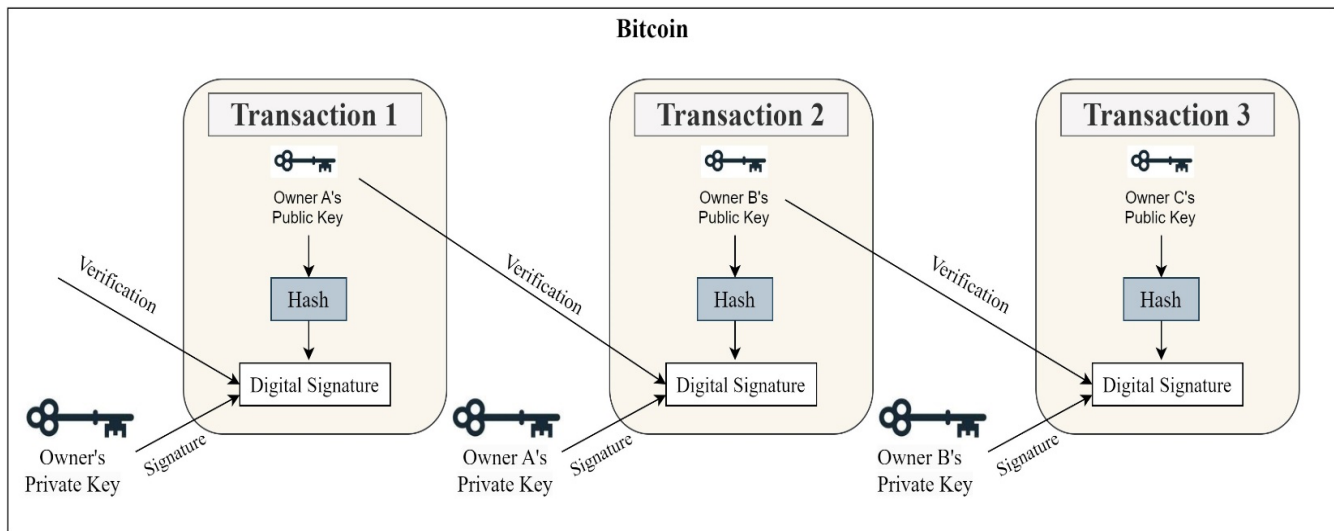 Bitcoin
Transaction 1
Owner A's
Public Key
Hash
Digital Signature
Verification
Signature
Owner's
Private Key
Transaction 2
Owner B's
Public Key
Hash
Digital Signature
Verification
Signature
Owner A's
Private Key
Transaction 3
Owner C's
Public Key
Hash
Digital Signature
Verification
Signature
Owner B's
Private Key